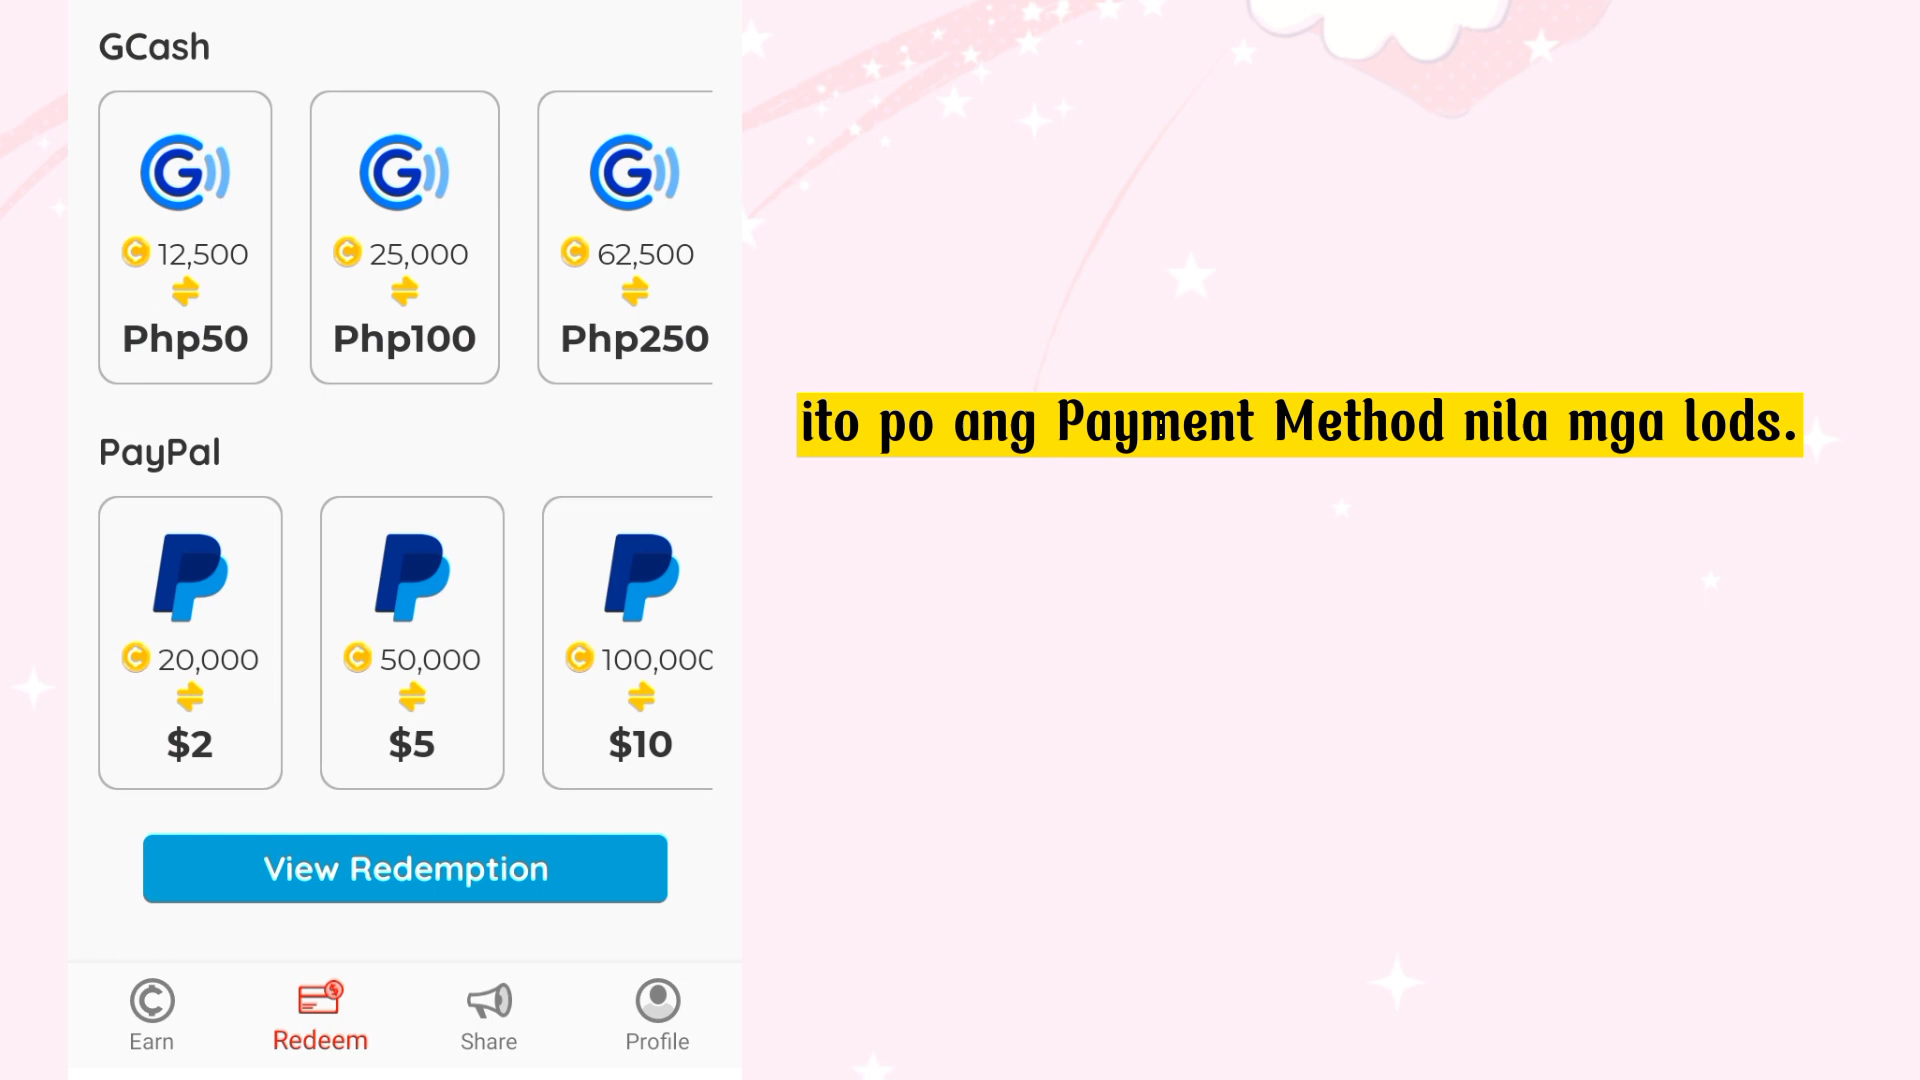 GCash
12,500
Php50
25,000
Php100
62,500
Php250
PayPal
20,000
$2
50,000
$5
100,000
$10
View Redemption
Earn
Redeem
Share
Profile
ito po ang Payment Method nila mga lods.